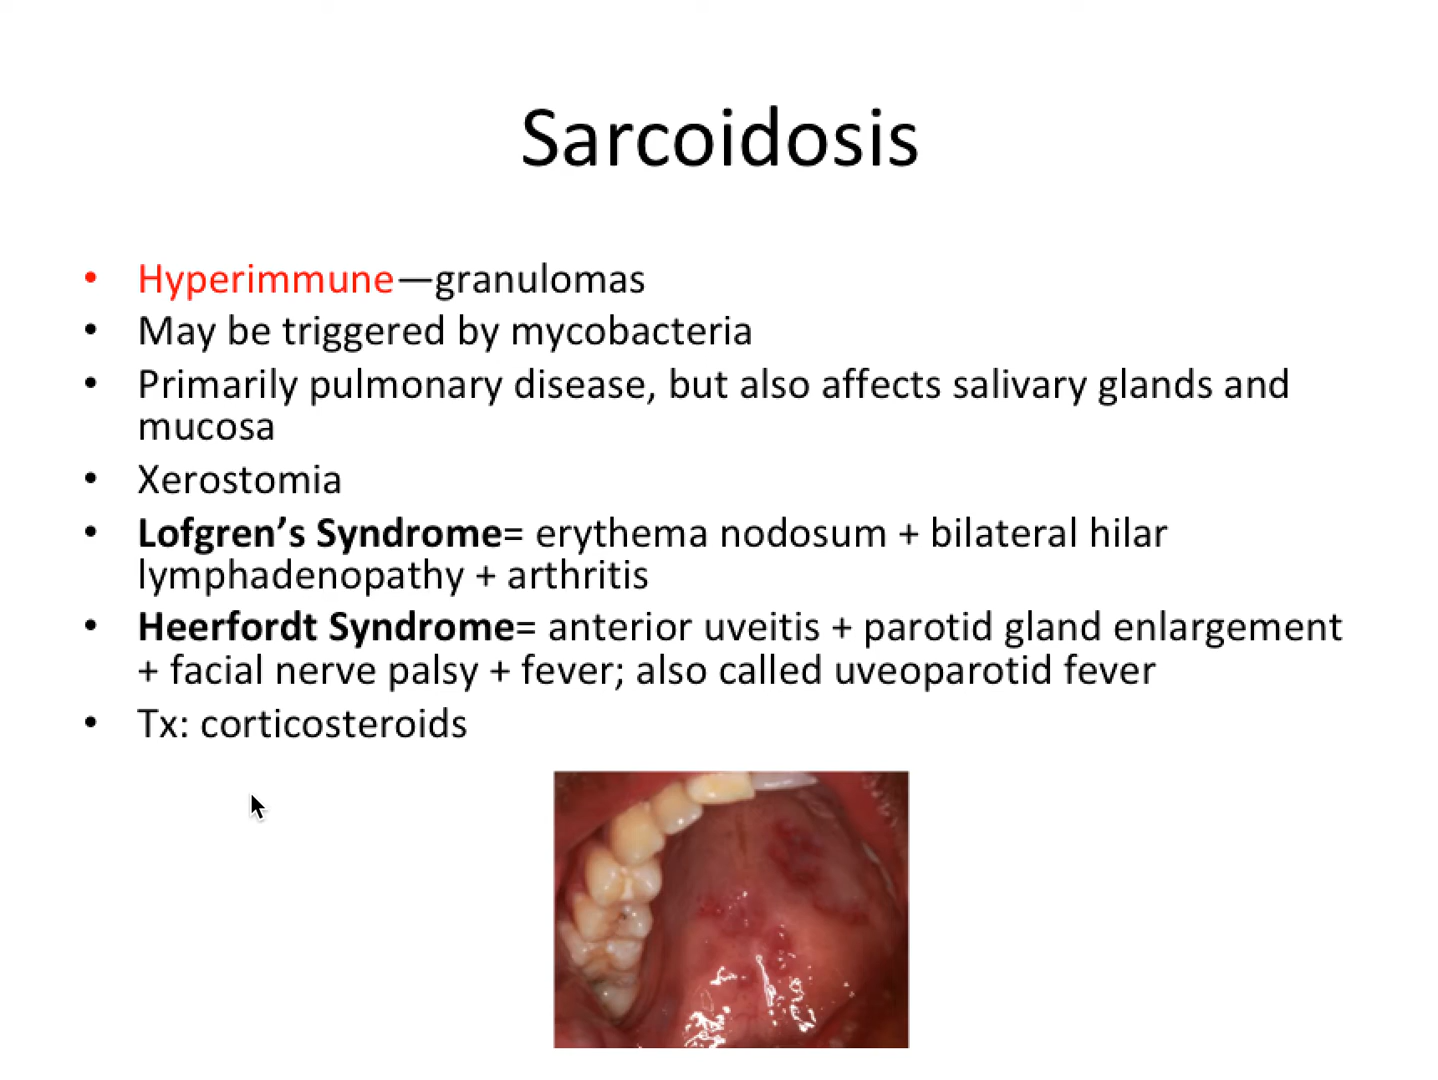 Sarcoidosis
• Hyperimmune—granulomas
• May be triggered by mycobacteria
• Primarily pulmonary disease, but also affects salivary glands and
mucosa
• Xerostomia
• Lofgren’s Syndrome= erythema nodosum + bilateral hilar
lymphadenopathy + arthritis
• Heerfordt Syndrome= anterior uveitis + parotid gland enlargement
+ facial nerve palsy + fever; also called uveoparotid fever
• Tx: corticosteroids